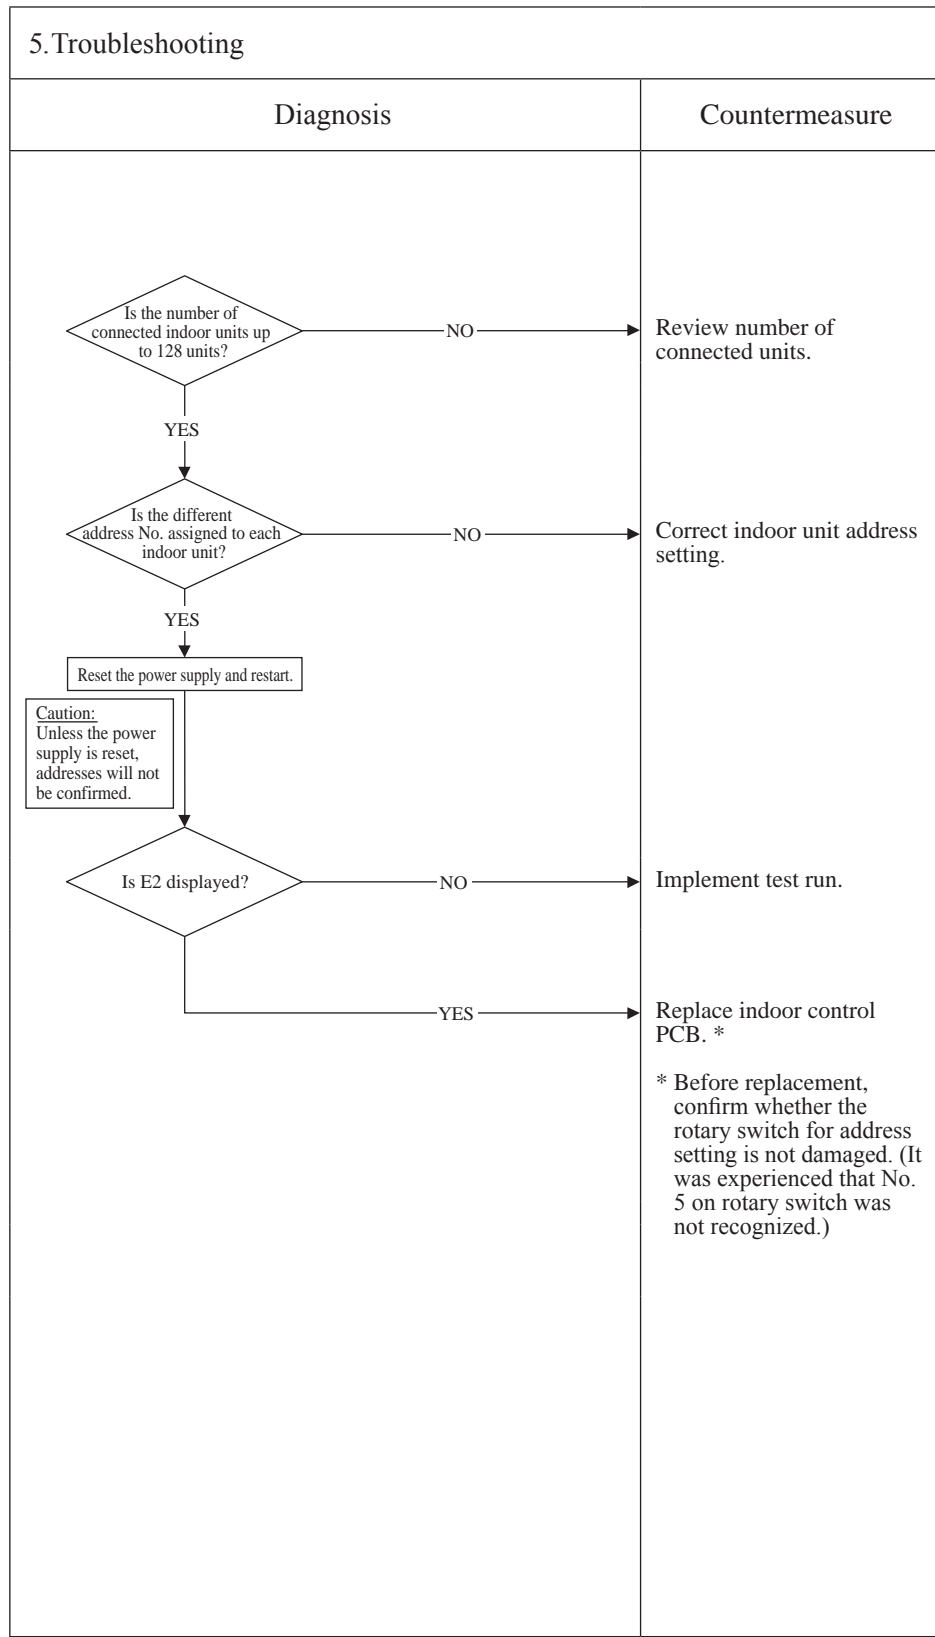 5.Troubleshooting
Diagnosis
Countermeasure
Is the number of
connected indoor units up
to 128 units?
NO
Review number of
connected units.
YES
Is the different
address No. assigned to each
indoor unit?
NO
Correct indoor unit address
setting.
YES
Reset the power supply and restart.
Caution:
Unless the power
supply is reset,
addresses will not
be confirmed.
Is E2 displayed?
NO
Implement test run.
YES
Replace indoor control
PCB. *
* Before replacement,
confirm whether the
rotary switch for address
setting is not damaged. (It
was experienced that No.
5 on rotary switch was
not recognized.)